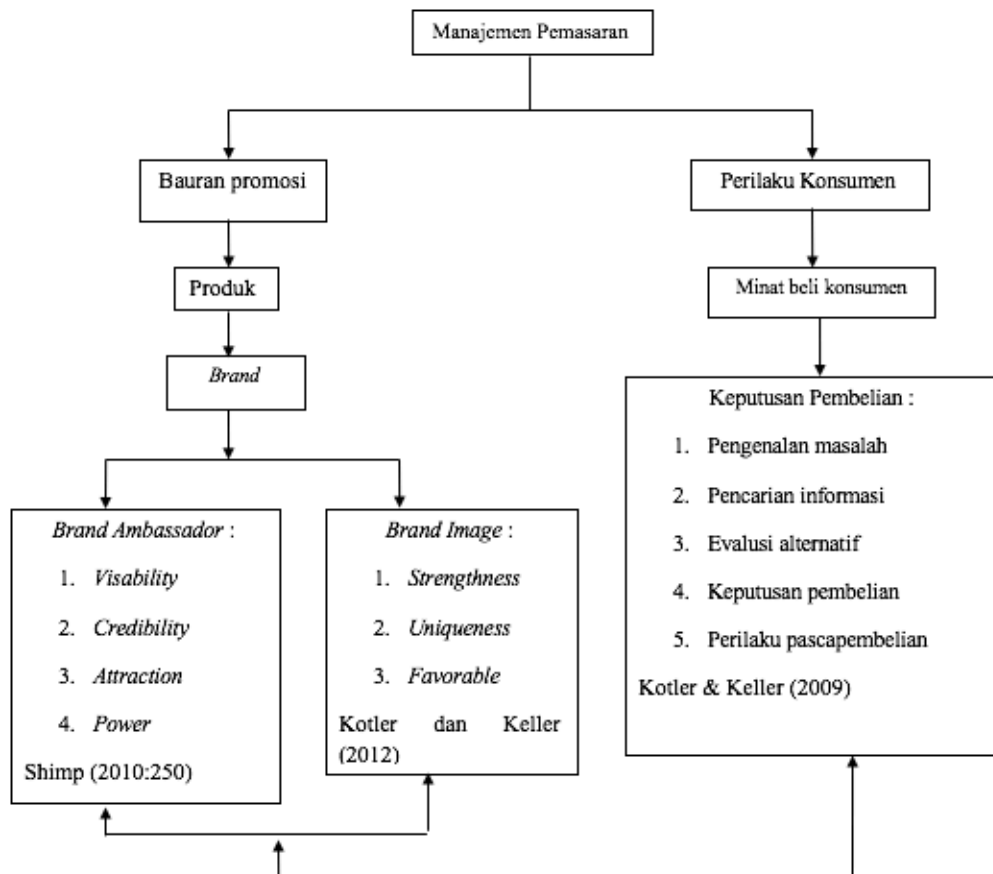 Manajemen Pemasaran
Bauran promosi
Perilaku Konsumen
Produk
Minat beli konsumen
Brand
Keputusan Pembelian :
1. Pengenalan masalah
2. Pencarian informasi
3. Evalusi alternatif
4. Keputusan pembelian
5. Perilaku pascapembelian
Kotler & Keller (2009)
Brand Ambassador :
1. Visability
2. Credibility
3. Attraction
4. Power
Shimp (2010:250)
Brand Image :
1. Strengthness
2. Uniqueness
3. Favorable
Kotler dan Keller
(2012)